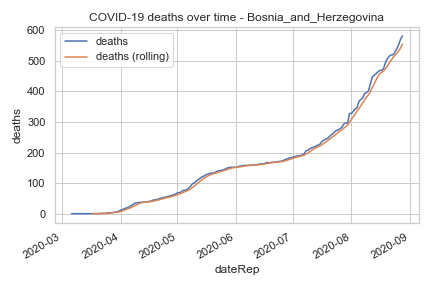 COVID-19 deaths over time - Bosnia_and_Herzegovina
deaths
deaths (rolling)
deaths
600
500
400
300
200
100
0
2020-03
2020-04
2020-05
2020-06
2020-07
2020-08
2020-09
dateRep